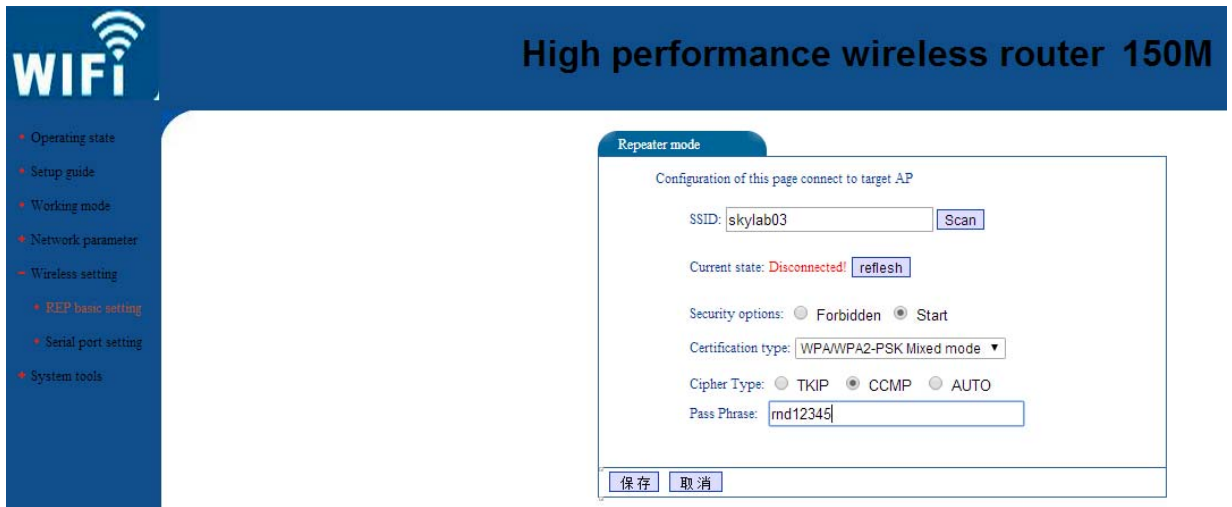 WIFI
High performance wireless router 150M
Operating state
Setup guide
Working mode
Network parameter
Wireless setting
REP basic setting
Serial port setting
System tools
Repeater mode
Configuration of this page connect to target AP
SSID: skylab03 Scan
Current state: Disconnected! reflesh
Security options: Forbidden Start
Certification type: WPA/WPA2-PSK Mixed mode
Cipher Type: TKIP CCMP AUTO
Pass Phrase: rnd12345
保存 取消